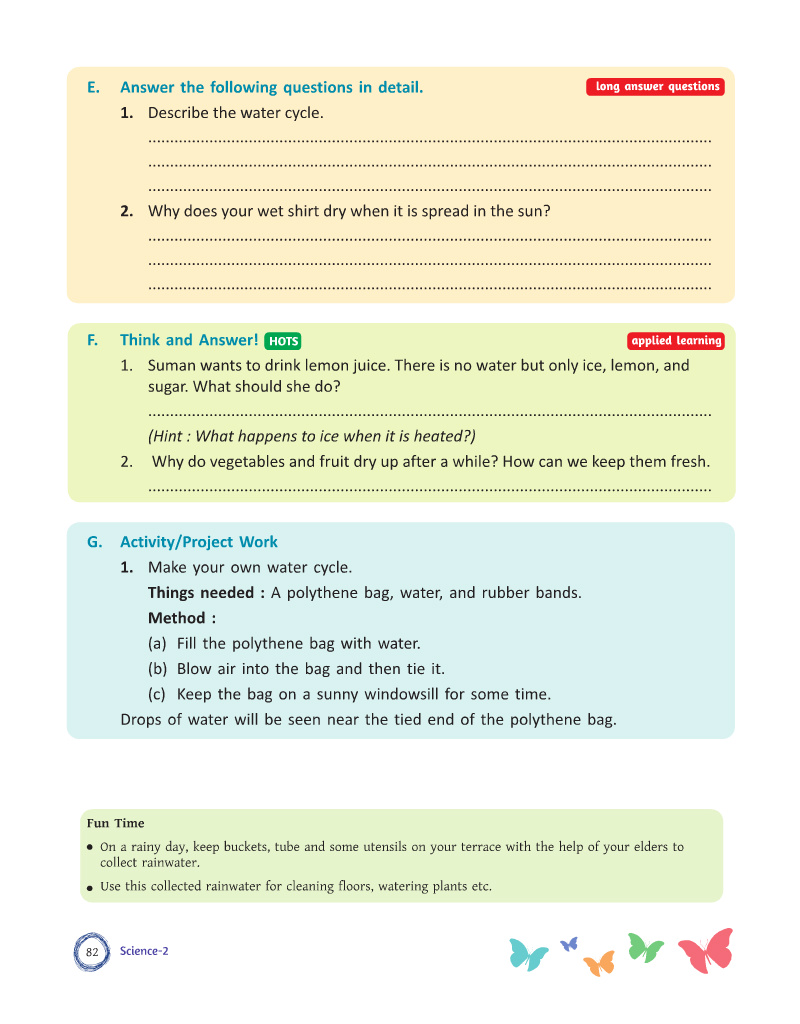 E. Answer the following questions in detail. long answer questions
1. Describe the water cycle.
................................................................................................................................
................................................................................................................................
................................................................................................................................
2. Why does your wet shirt dry when it is spread in the sun?
................................................................................................................................
................................................................................................................................
................................................................................................................................
F. Think and Answer! HOTS applied learning
1. Suman wants to drink lemon juice. There is no water but only ice, lemon, and
sugar. What should she do?
................................................................................................................................
(Hint : What happens to ice when it is heated?)
2. Why do vegetables and fruit dry up after a while? How can we keep them fresh.
................................................................................................................................
G. Activity/Project Work
1. Make your own water cycle.
Things needed : A polythene bag, water, and rubber bands.
Method :
(a) Fill the polythene bag with water.
(b) Blow air into the bag and then tie it.
(c) Keep the bag on a sunny windowsill for some time.
Drops of water will be seen near the tied end of the polythene bag.
Fun Time
• On a rainy day, keep buckets, tube and some utensils on your terrace with the help of your elders to
collect rainwater.
• Use this collected rainwater for cleaning floors, watering plants etc.
82 Science-2